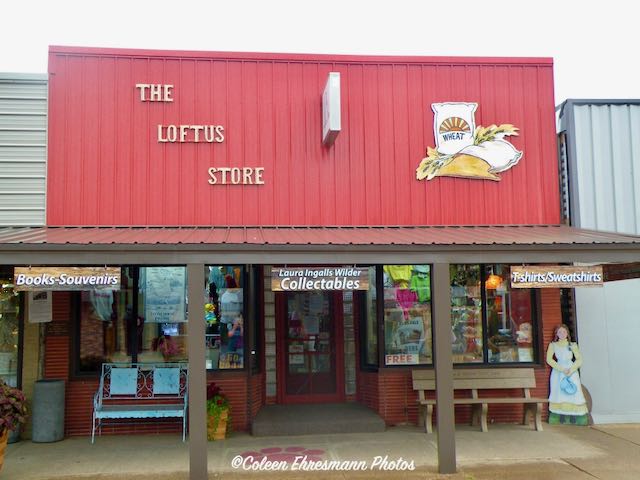 THE
LOFTUS
STORE
WHEAT
Books-Souvenirs
Laura Ingalls Wilder
Collectables
T-shirts/Sweatshirts
FREE
©Coleen Ehresmann Photos